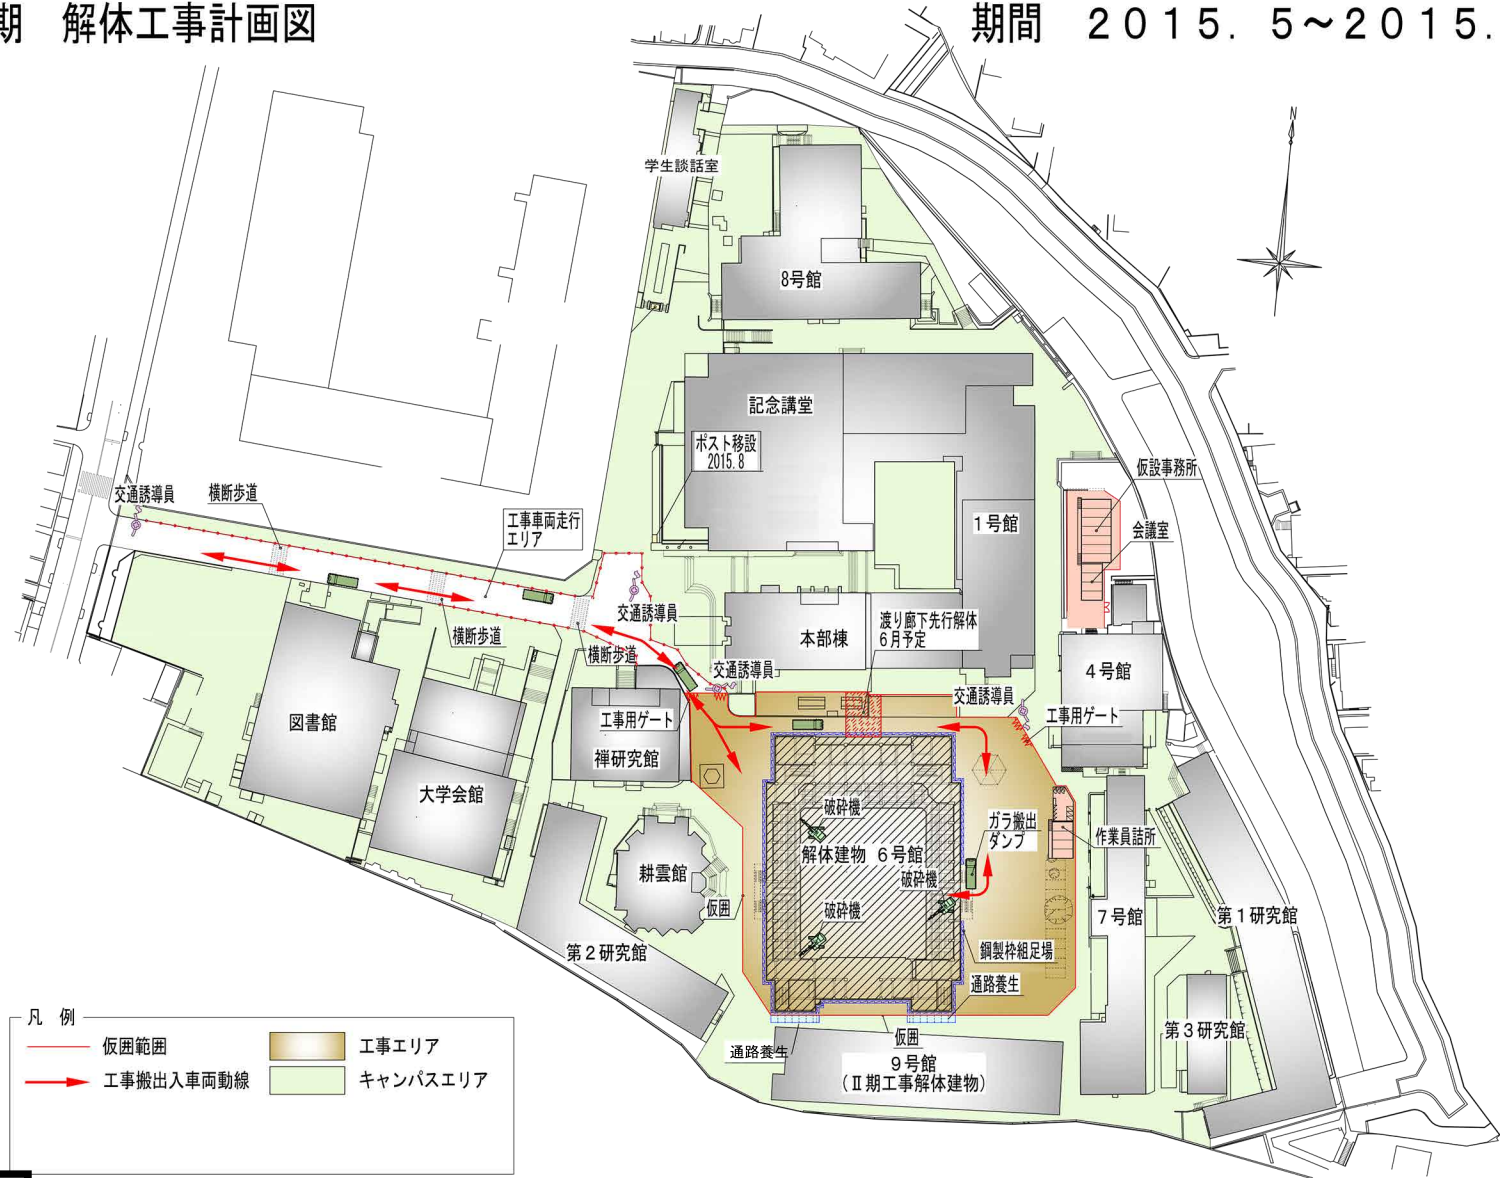 期 解体工事計画図
期間 2015. 5～2015.
N
学生談話室
8号館
記念講堂
ポスト移設
2015.8
仮設事務所
交通誘導員
横断歩道
工事車両走行
エリア
1号館
会議室
交通誘導員
横断歩道
横断歩道
本部棟
渡り廊下先行解体
6月予定
交通誘導員
4号館
交通誘導員
図書館
工事用ゲート
工事用ゲート
禅研究館
大学会館
破砕機
ガラ搬出
ダンプ
作業員詰所
解体建物 6号館
耕雲館
破砕機
仮囲
破砕機
7号館
第1研究館
第2研究館
鋼製枠組足場
通路養生
第3研究館
仮囲
通路養生
9号館
(Ⅱ期工事解体建物)
凡 例
仮囲範囲
工事エリア
工事搬出入車両動線
キャンパスエリア